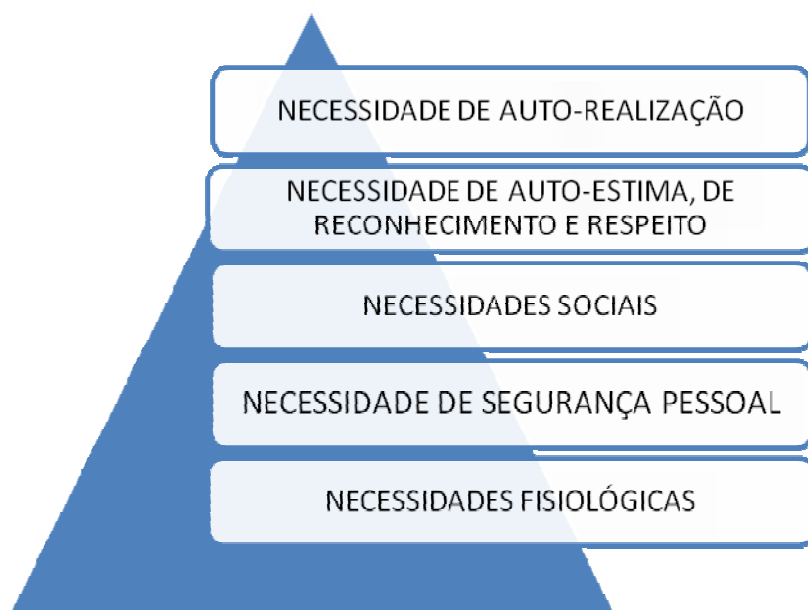 NECESSIDADE DE AUTO-REALIZAÇÃO
NECESSIDADE DE AUTO-ESTIMA, DE
RECONHECIMENTO E RESPEITO
NECESSIDADES SOCIAIS
NECESSIDADE DE SEGURANÇA PESSOAL
NECESSIDADES FISIOLÓGICAS